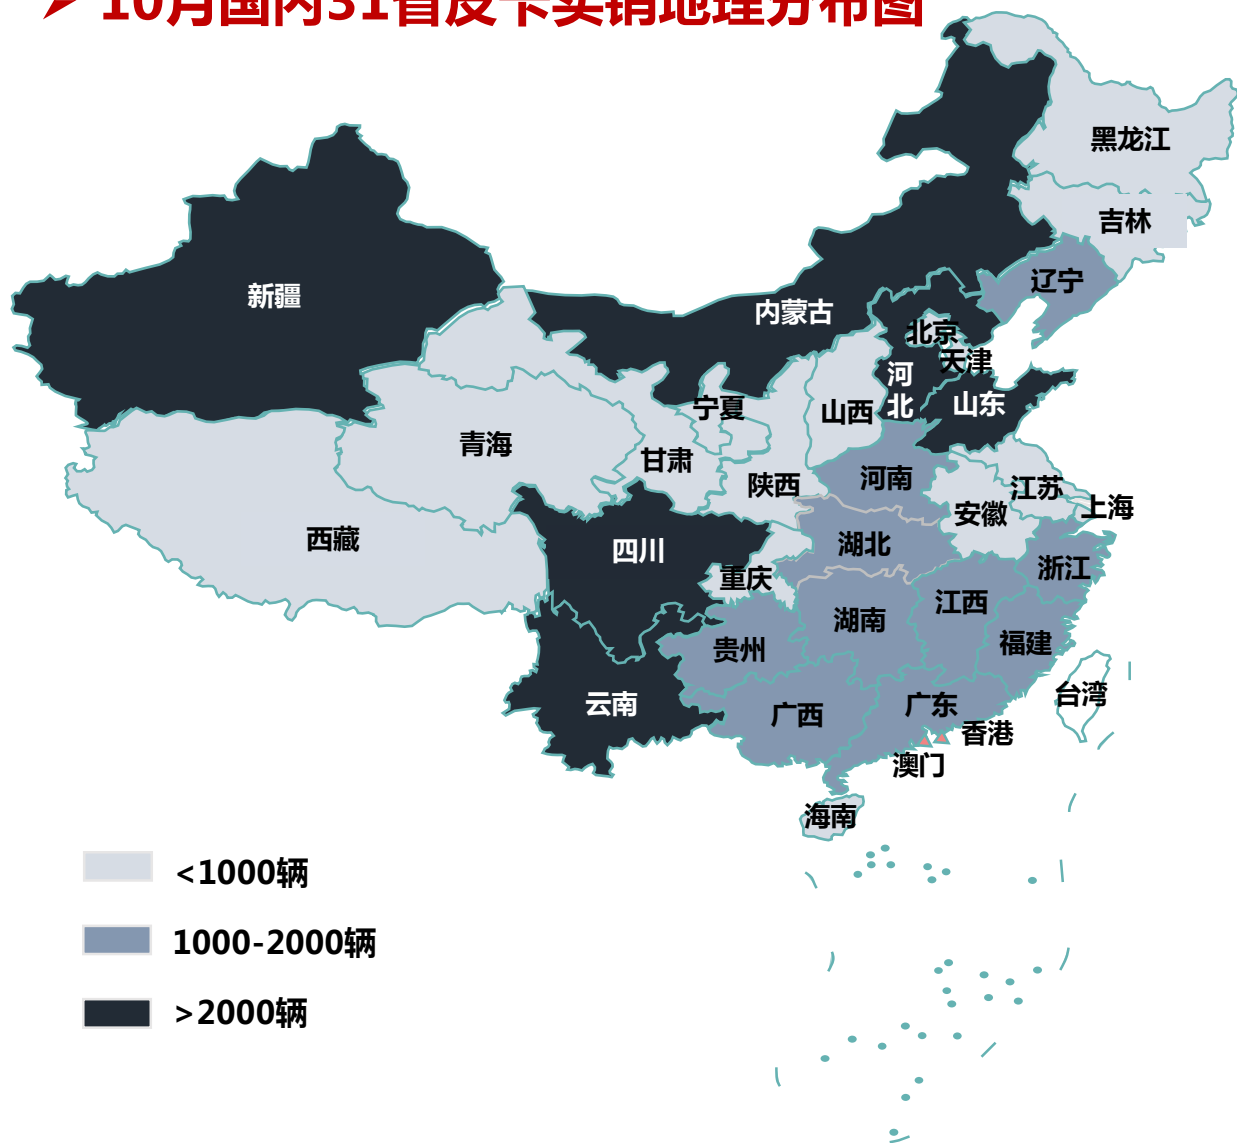 10月国内31省皮卡实销地理分布图
黑龙江
吉林
辽宁
新疆
内蒙古
北京
天津
河
北
山东
宁夏
山西
青海
甘肃
陕西
河南
江苏
上海
安徽
西藏
四川
湖北
重庆
浙江
江西
湖南
福建
贵州
云南
广西
广东
台湾
香港
澳门
海南
<1000辆
1000-2000辆
>2000辆